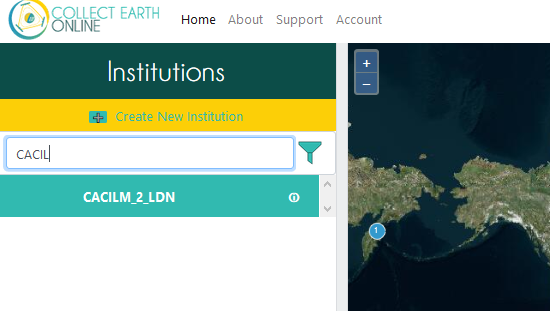 COLLECT EARTH
ONLINE
Home About Support Account
Institutions
Create New Institution
CACIL
CACILM_2_LDN
+
–
1